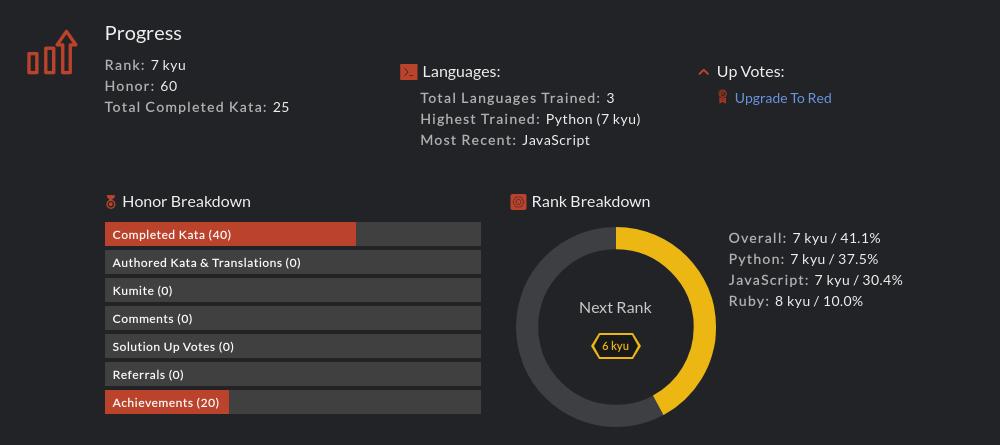 Progress
Rank: 7 kyu
Honor: 60
Total Completed Kata: 25
Languages:
Total Languages Trained: 3
Highest Trained: Python (7 kyu)
Most Recent: JavaScript
Up Votes:
Upgrade To Red
Honor Breakdown
Completed Kata (40)
Authored Kata & Translations (0)
Kumite (0)
Comments (0)
Solution Up Votes (0)
Referrals (0)
Achievements (20)
Rank Breakdown
Next Rank
6 kyu
Overall: 7 kyu / 41.1%
Python: 7 kyu / 37.5%
JavaScript: 7 kyu / 30.4%
Ruby: 8 kyu / 10.0%